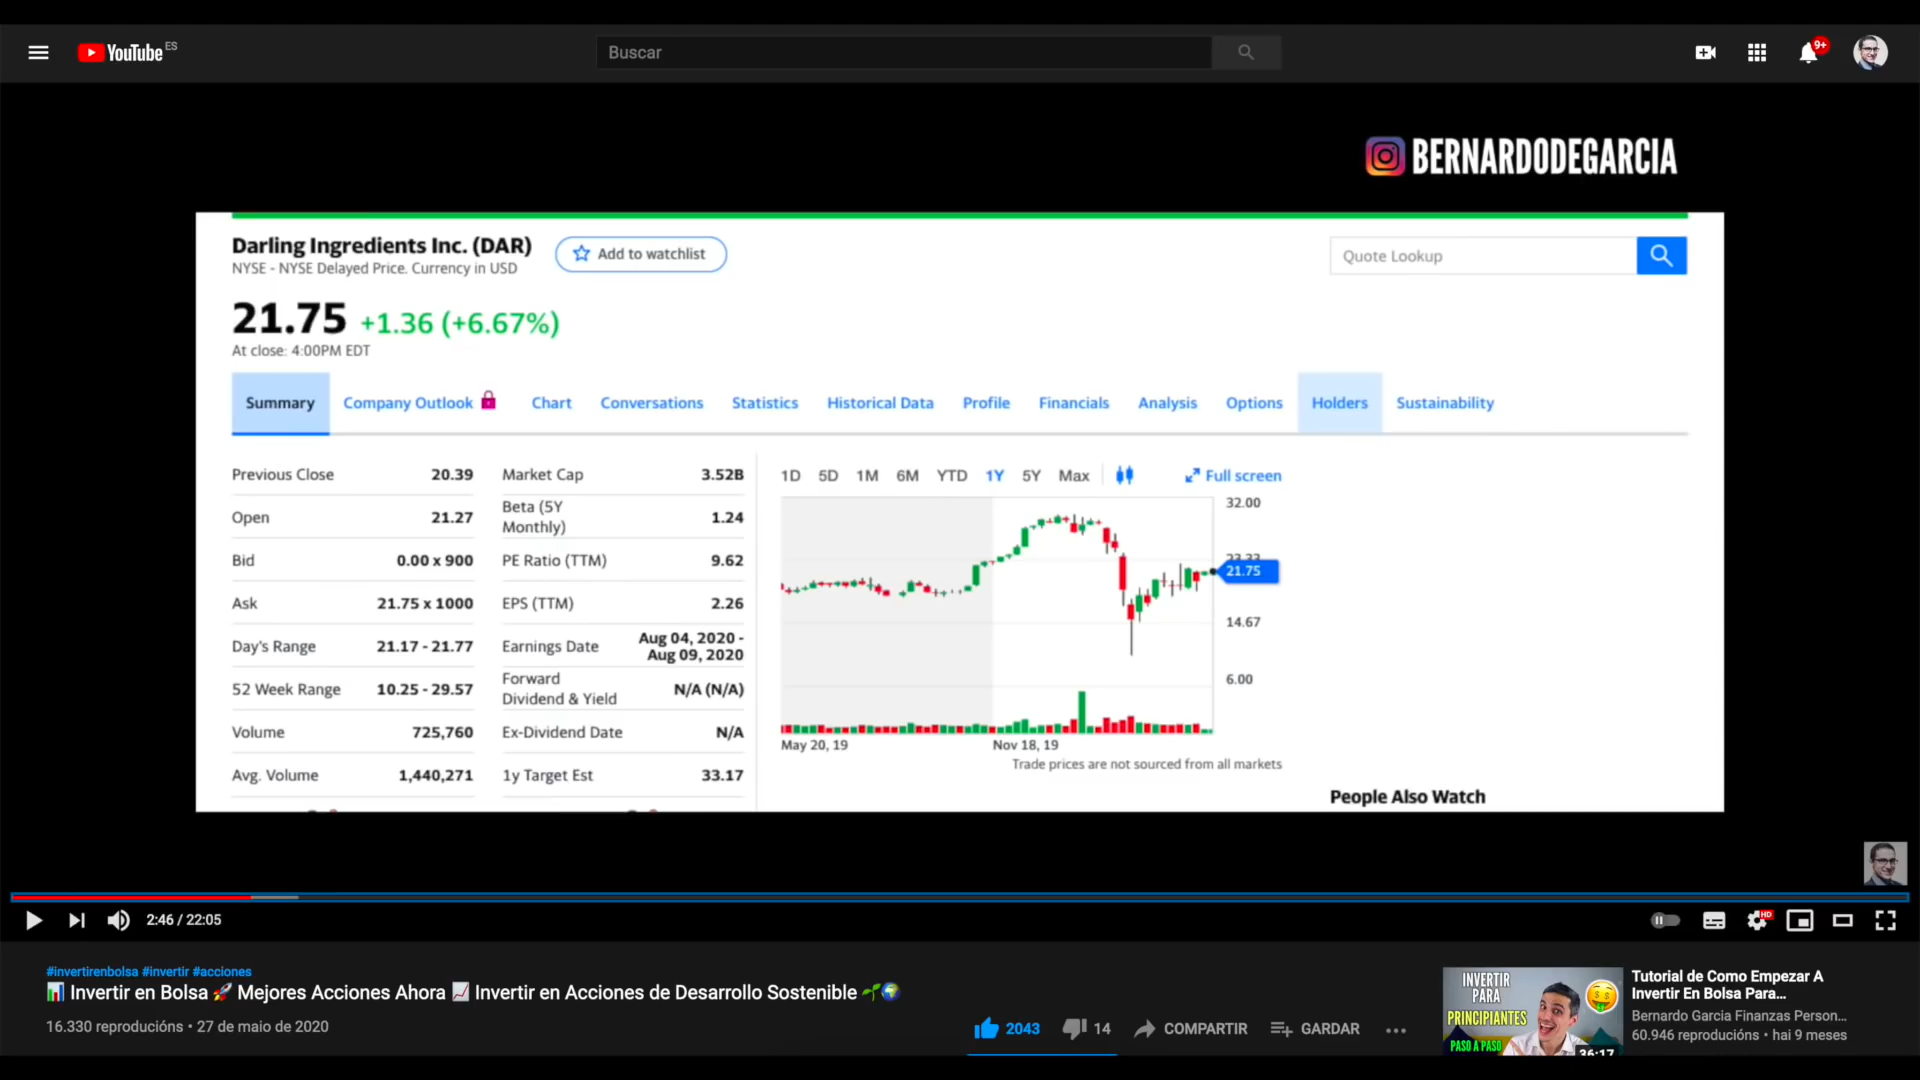 YouTube ES
Buscar
9+
BERNARDODEGARCIA
Darling Ingredients Inc. (DAR)
NYSE - NYSE Delayed Price. Currency in USD
Add to watchlist
Quote Lookup
21.75 +1.36 (+6.67%)
At close: 4:00PM EDT
Summary Company Outlook Chart Conversations Statistics Historical Data Profile Financials Analysis Options Holders Sustainability
Previous Close 20.39
Open 21.27
Bid 0.00 x 900
Ask 21.75 x 1000
Day's Range 21.17 - 21.77
52 Week Range 10.25 - 29.57
Volume 725,760
Avg. Volume 1,440,271
Market Cap 3.52B
Beta (5Y
Monthly) 1.24
PE Ratio (TTM) 9.62
EPS (TTM) 2.26
Earnings Date Aug 04, 2020 -
Aug 09, 2020
Forward
Dividend & Yield N/A (N/A)
Ex-Dividend Date N/A
1y Target Est 33.17
1D 5D 1M 6M YTD 1Y 5Y Max Full screen
32.00
23.33
21.75
14.67
6.00
May 20, 19 Nov 18, 19
Trade prices are not sourced from all markets
People Also Watch
2:46 / 22:05
HD
#invertirenbolsa #invertir #acciones
📊 Invertir en Bolsa 🚀 Mejores Acciones Ahora 📈 Invertir en Acciones de Desarrollo Sostenible 🌱🌍
16.330 reproducións • 27 de maio de 2020
2043 14 COMPARTIR GARDAR
INVERTIR
PARA
PRINCIPIANTES
PASO A PASO
36:17
Tutorial de Como Empezar A
Invertir En Bolsa Para...
Bernardo Garcia Finanzas Person...
60.946 reproducións • hai 9 meses